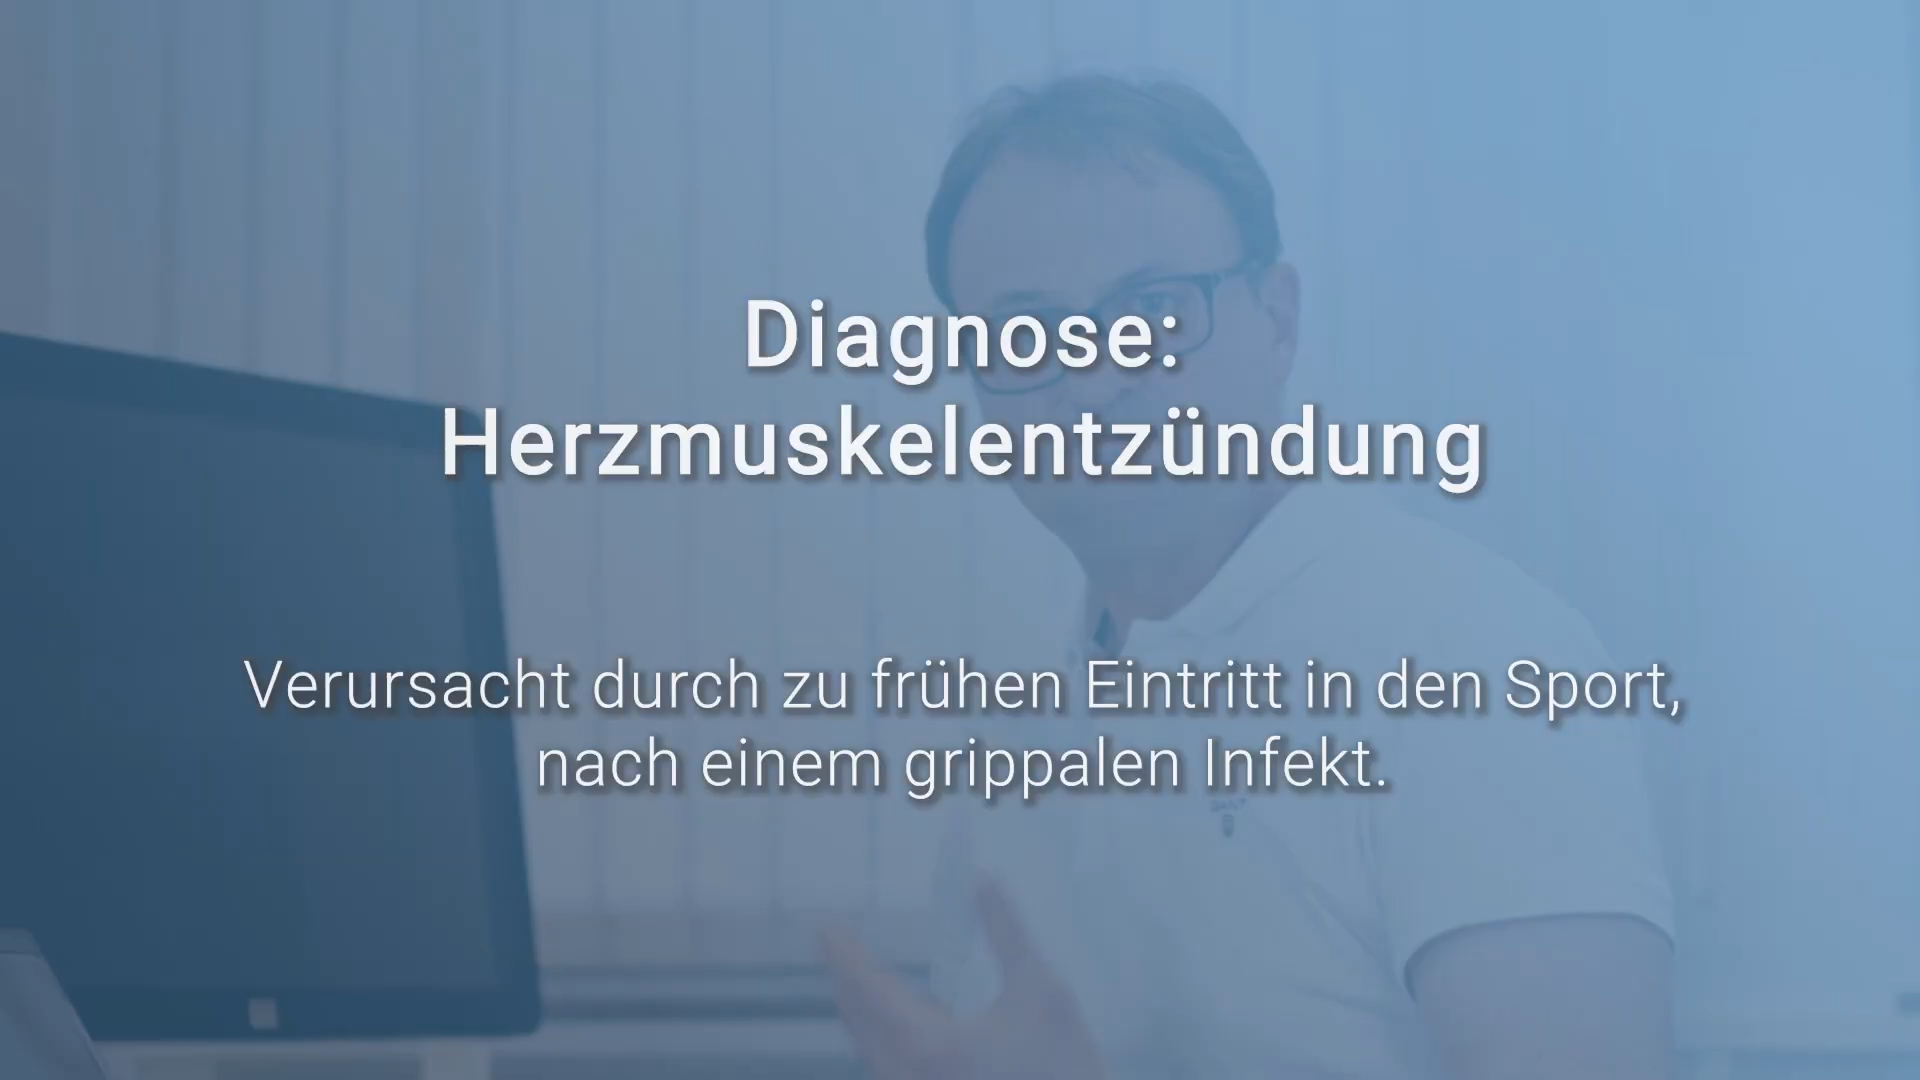 Diagnose:
Herzmuskelentzündung
Verursacht durch zu frühen Eintritt in den Sport,
nach einem grippalen Infekt.